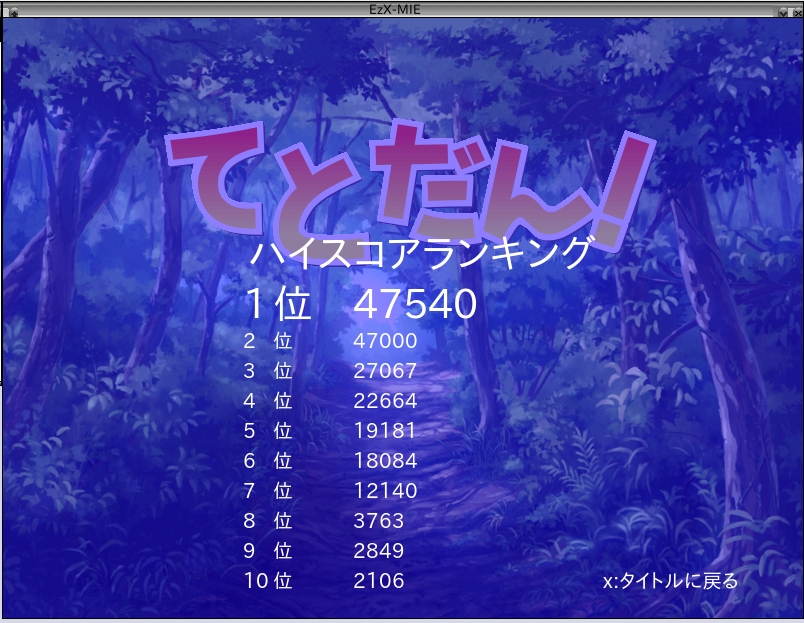 EzX-MIE
てとだん!
ハイスコアランキング
1位 47540
2 位 47000
3 位 27067
4 位 22664
5 位 19181
6 位 18084
7 位 12140
8 位 3763
9 位 2849
10 位 2106
x:タイトルに戻る